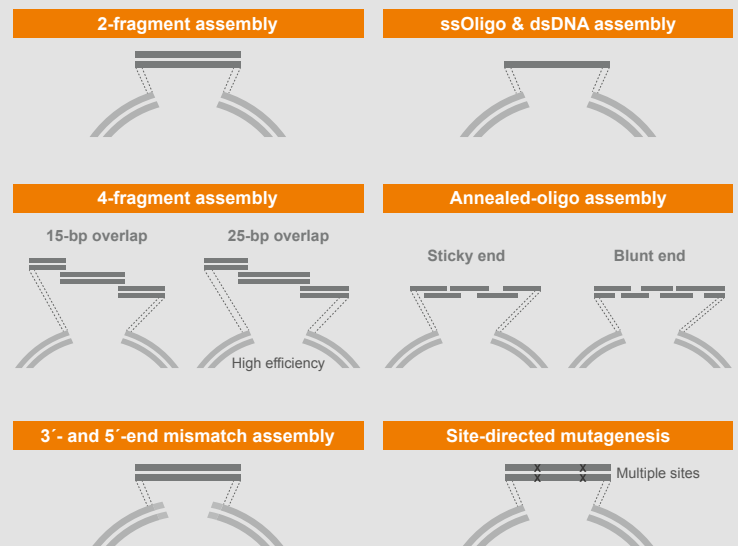 2-fragment assembly
ssOligo & dsDNA assembly
4-fragment assembly
15-bp overlap
25-bp overlap
High efficiency
Annealed-oligo assembly
Sticky end
Blunt end
3´- and 5´-end mismatch assembly
Site-directed mutagenesis
x x
x x
Multiple sites